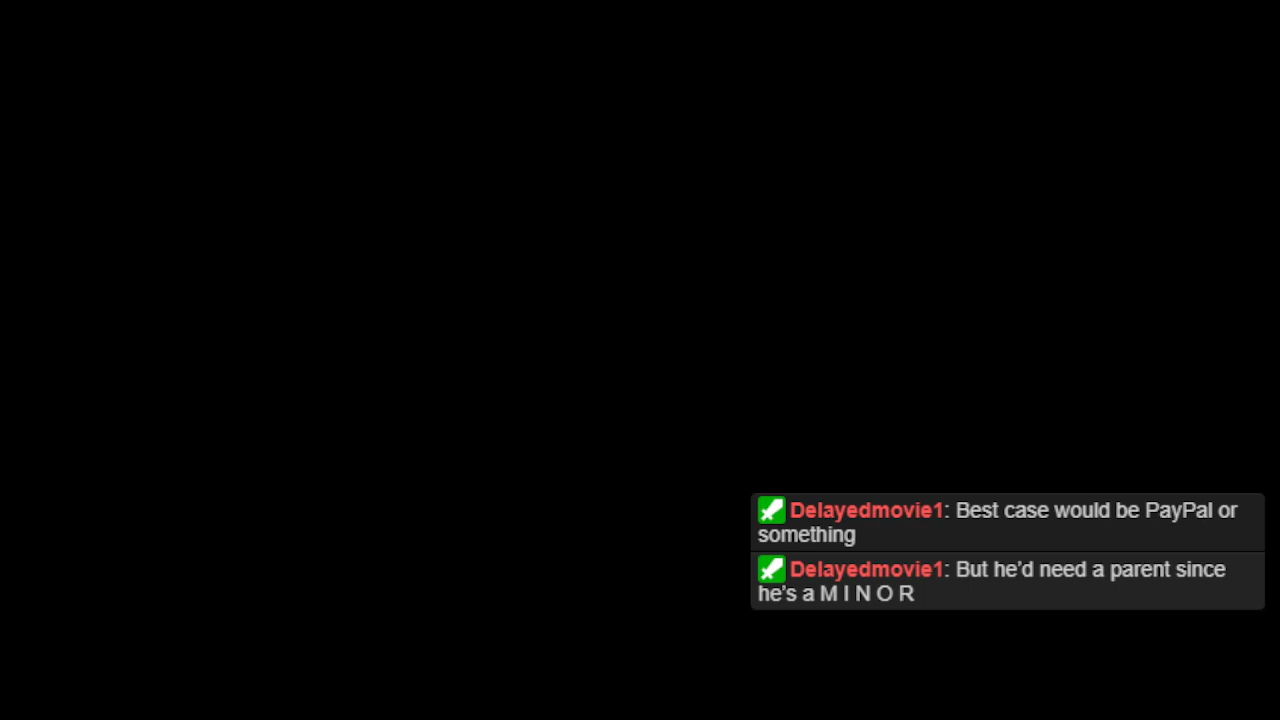 Delayedmovie1: Best case would be PayPal or
something
Delayedmovie1: But he'd need a parent since
he's a M I N O R